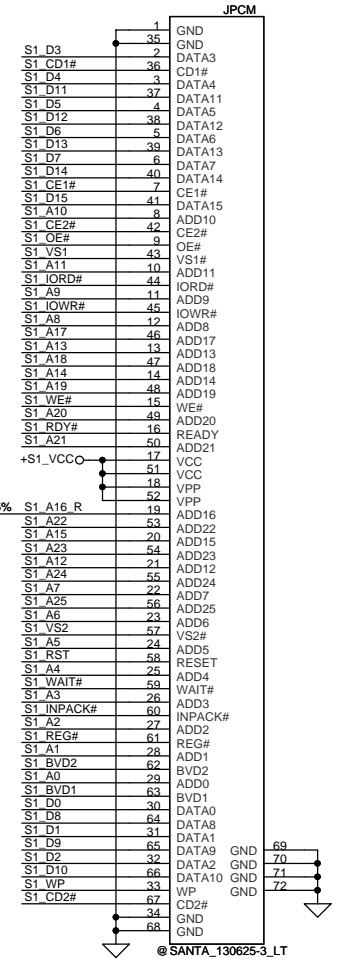 JPCM
1 GND
35 GND
S1_D3 2 DATA3
S1_CD1# 36 CD1#
S1_D4 3 DATA4
S1_D11 37 DATA11
S1_D5 4 DATA5
S1_D12 38 DATA12
S1_D6 5 DATA6
S1_D13 39 DATA13
S1_D7 6 DATA7
S1_D14 40 DATA14
S1_CE1# 7 CE1#
S1_D15 41 DATA15
S1_A10 8 ADD10
S1_CE2# 42 CE2#
S1_OE# 9 OE#
S1_VS1 43 VS1#
S1_A11 10 ADD11
S1_IORD# 44 IORD#
S1_A9 11 ADD9
S1_IOWR# 45 IOWR#
S1_A8 12 ADD8
S1_A17 46 ADD17
S1_A13 13 ADD13
S1_A18 47 ADD18
S1_A14 14 ADD14
S1_A19 48 ADD19
S1_WE# 15 WE#
S1_A20 49 ADD20
S1_RDY# 16 READY
S1_A21 50 ADD21
+S1_VCC 17 VCC
51 VCC
18 VPP
52 VPP
% S1_A16_R 19 ADD16
S1_A22 53 ADD22
S1_A15 20 ADD15
S1_A23 54 ADD23
S1_A12 21 ADD12
S1_A24 55 ADD24
S1_A7 22 ADD7
S1_A25 56 ADD25
S1_A6 23 ADD6
S1_VS2 57 VS2#
S1_A5 24 ADD5
S1_RST 58 RESET
S1_A4 25 ADD4
S1_WAIT# 59 WAIT#
S1_A3 26 ADD3
S1_INPACK# 60 INPACK#
S1_A2 27 ADD2
S1_REG# 61 REG#
S1_A1 28 ADD1
S1_BVD2 62 BVD2
S1_A0 29 ADD0
S1_BVD1 63 BVD1
S1_D0 30 DATA0
S1_D8 64 DATA8
S1_D1 31 DATA1
S1_D9 65 DATA9 GND 69
S1_D2 32 DATA2 GND 70
S1_D10 66 DATA10 GND 71
S1_WP 33 WP GND 72
S1_CD2# 67 CD2#
34 GND
68 GND
@ SANTA_130625-3_LT